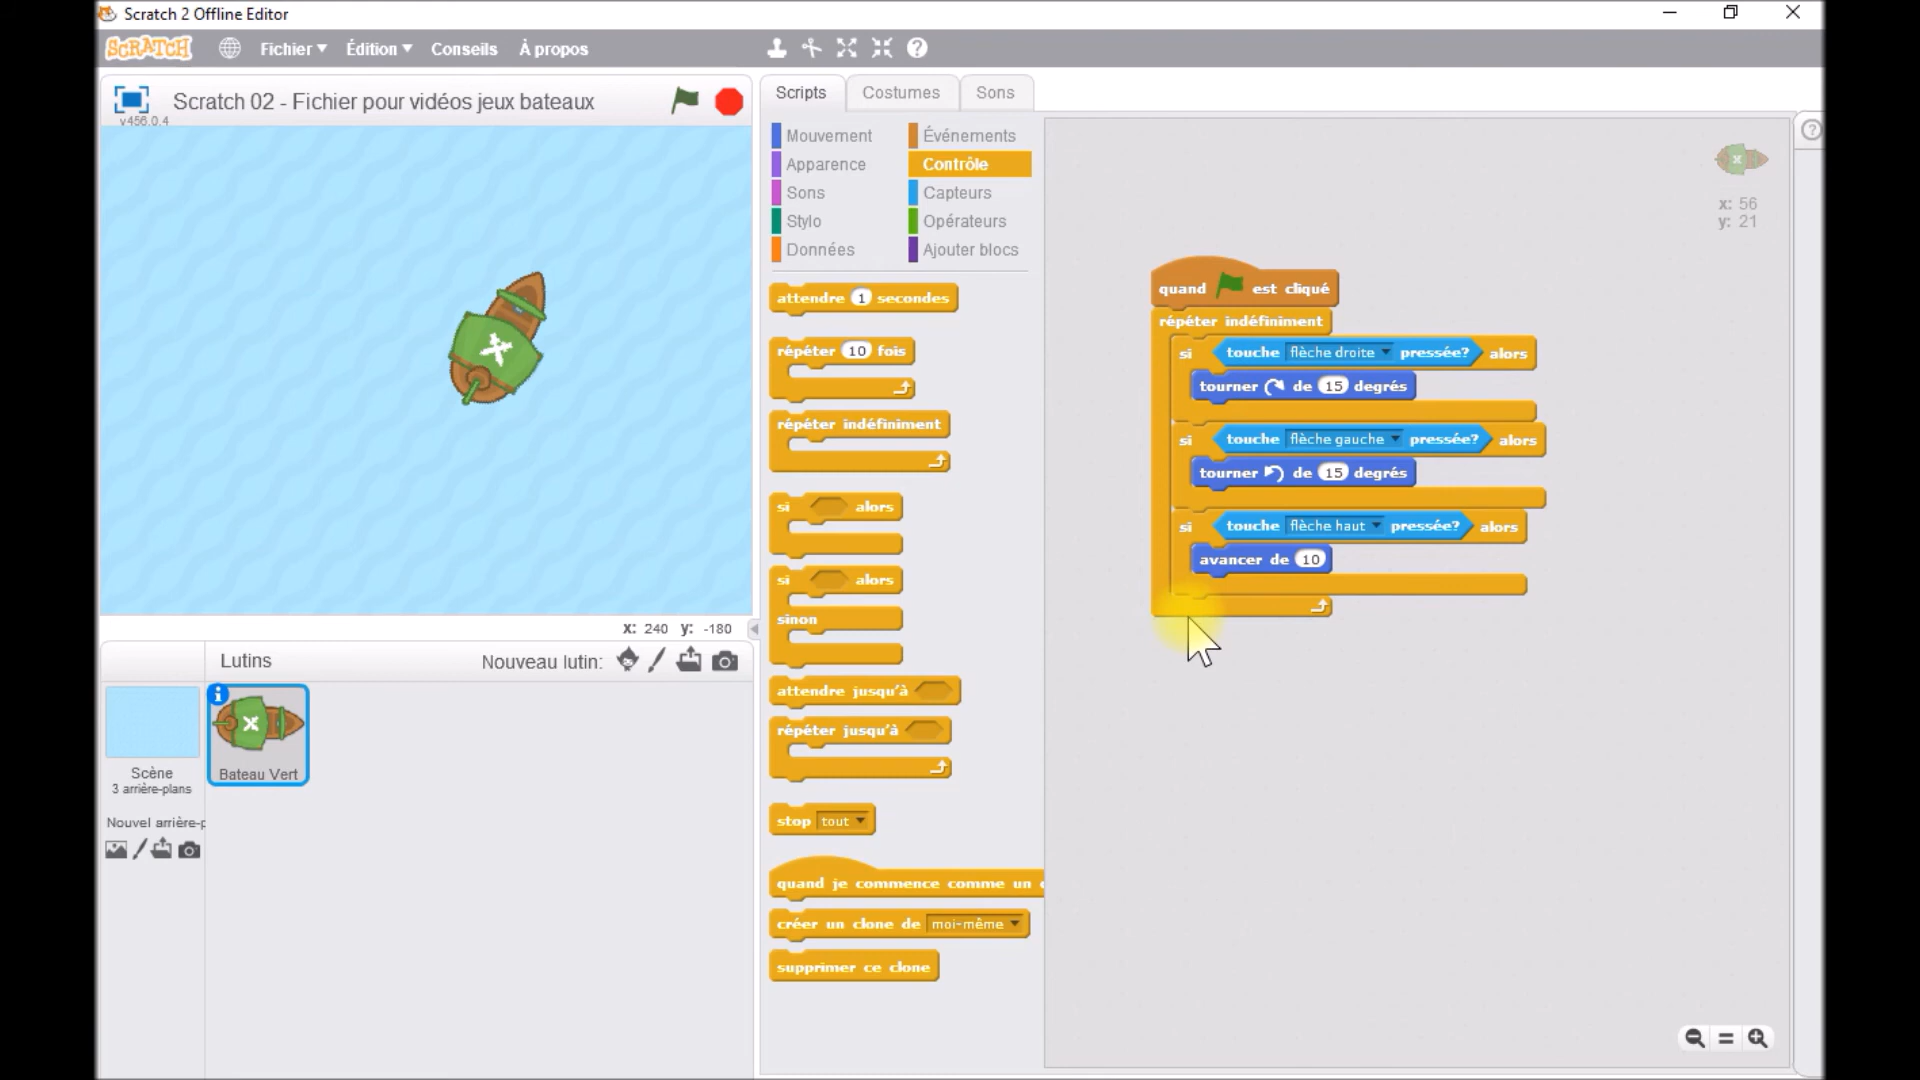 Scratch 2 Offline Editor
SCRATCH
Fichier
Édition
Conseils
À propos
Scratch 02 - Fichier pour vidéos jeux bateaux
v456.0.4
x: 240 y: -180
Lutins
Nouveau lutin:
Scène
3 arrière-plans
Nouvel arrière-p
Bateau Vert
Scripts
Costumes
Sons
Mouvement
Événements
Apparence
Contrôle
Sons
Capteurs
Stylo
Opérateurs
Données
Ajouter blocs
attendre 1 secondes
répéter 10 fois
répéter indéfiniment
si alors
si alors
sinon
attendre jusqu'à
répéter jusqu'à
stop tout
quand je commence comme un c
créer un clone de moi-même
supprimer ce clone
quand est cliqué
répéter indéfiniment
si touche flèche droite pressée? alors
tourner de 15 degrés
si touche flèche gauche pressée? alors
tourner de 15 degrés
si touche flèche haut pressée? alors
avancer de 10
x: 56
y: 21